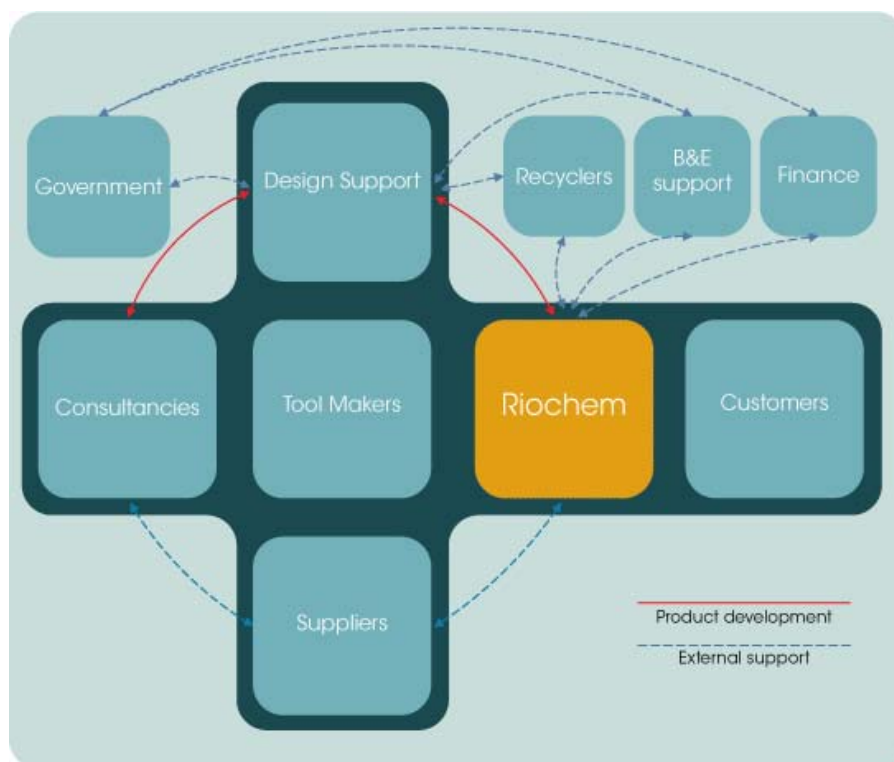 Government
Design Support
Recyclers
B&E
support
Finance
Consultancies
Tool Makers
Riochem
Customers
Suppliers
Product development
External support